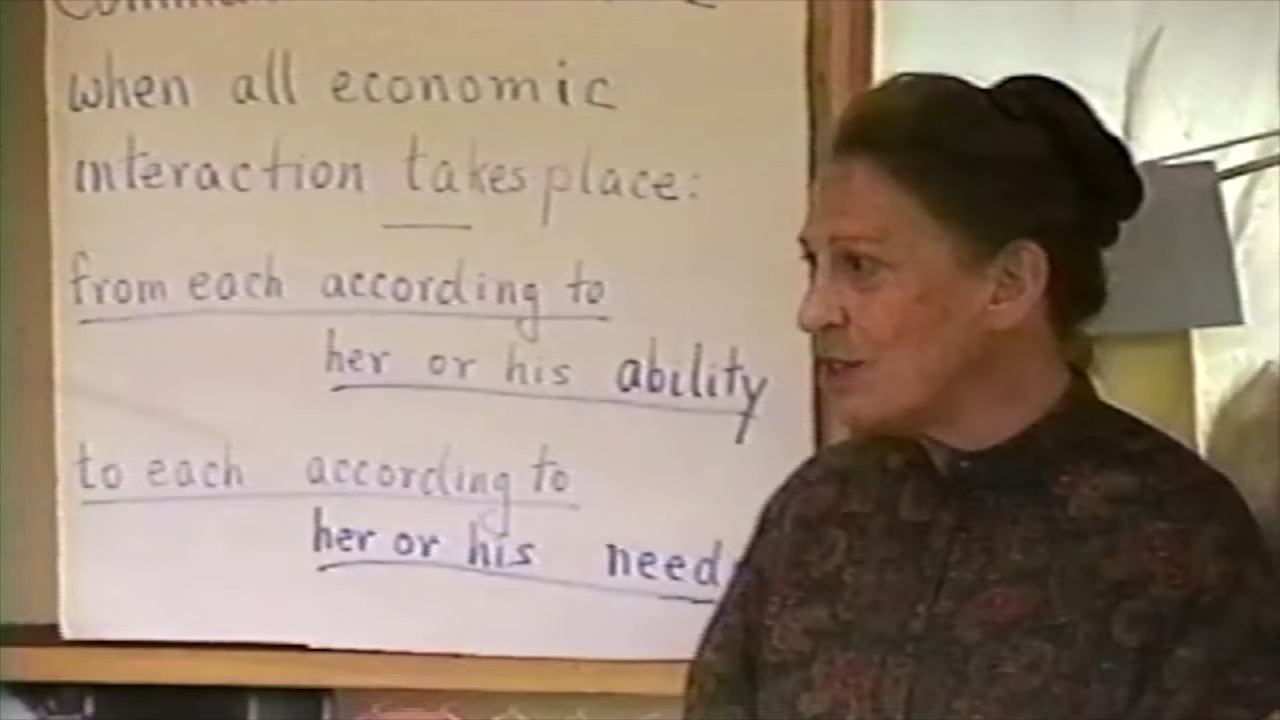 when all economic
interaction takes place:
from each according to
her or his ability
to each according to
her or his need